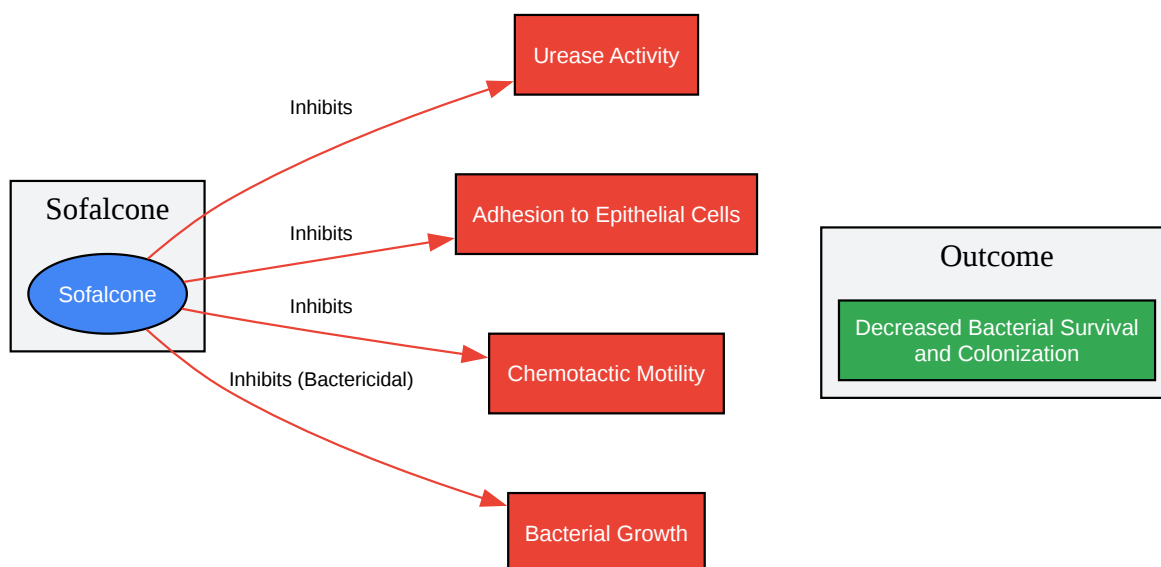 Urease Activity
Inhibits
Sofalcone
Adhesion to Epithelial Cells
Inhibits
Outcome
Sofalcone
Inhibits
Decreased Bacterial Survival
and Colonization
Chemotactic Motility
Inhibits (Bactericidal)
Bacterial Growth